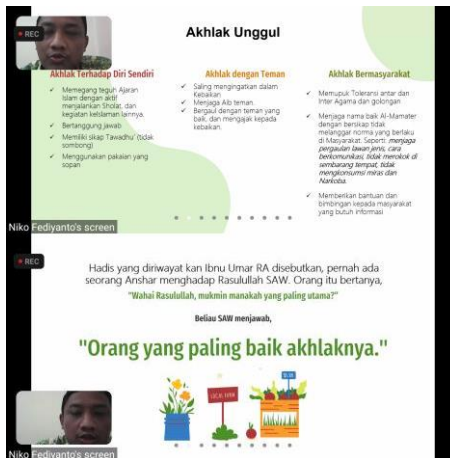 REC
Akhlak Unggul
Akhlak Terhadap Diri Sendiri
✓ Memegang teguh Ajaran
Islam dengan aktif
menjalankan Sholat, dan
kegiatan keIslaman lainnya.
✓ Bertanggung jawab
✓ Memiliki sikap Tawadhu' (tidak
sombong)
✓ Menggunakan pakaian yang
sopan
Akhlak dengan Teman
✓ Saling mengingatkan dalam
Kebaikan
✓ Menjaga Aib teman
✓ Bergaul dengan teman yang
baik, dan mengajak kepada
kebaikan.
Akhlak Bermasyarakat
✓ Memupuk Toleransi antar dan
Inter Agama dan golongan
✓ Menjaga nama baik Al-Mamater
dengan bersikap tidak
melanggar norma yang berlaku
di Masyarakat. Seperti: menjaga
pergaulan lawan jenis, cara
berkomunikasi, tidak merokok di
sembarang tempat, tidak
mengkonsumsi miras dan
Narkoba.
✓ Memberikan bantuan dan
bimbingan kepada masyarakat
yang butuh informasi
Niko Fediyanto's screen
REC
Hadis yang diriwayat kan Ibnu Umar RA disebutkan, pernah ada
seorang Anshar menghadap Rasulullah SAW. Orang itu bertanya,
"Wahai Rasulullah, mukmin manakah yang paling utama?"
Beliau SAW menjawab,
"Orang yang paling baik akhlaknya."
LOCAL FARM
Niko Fediyanto's screen